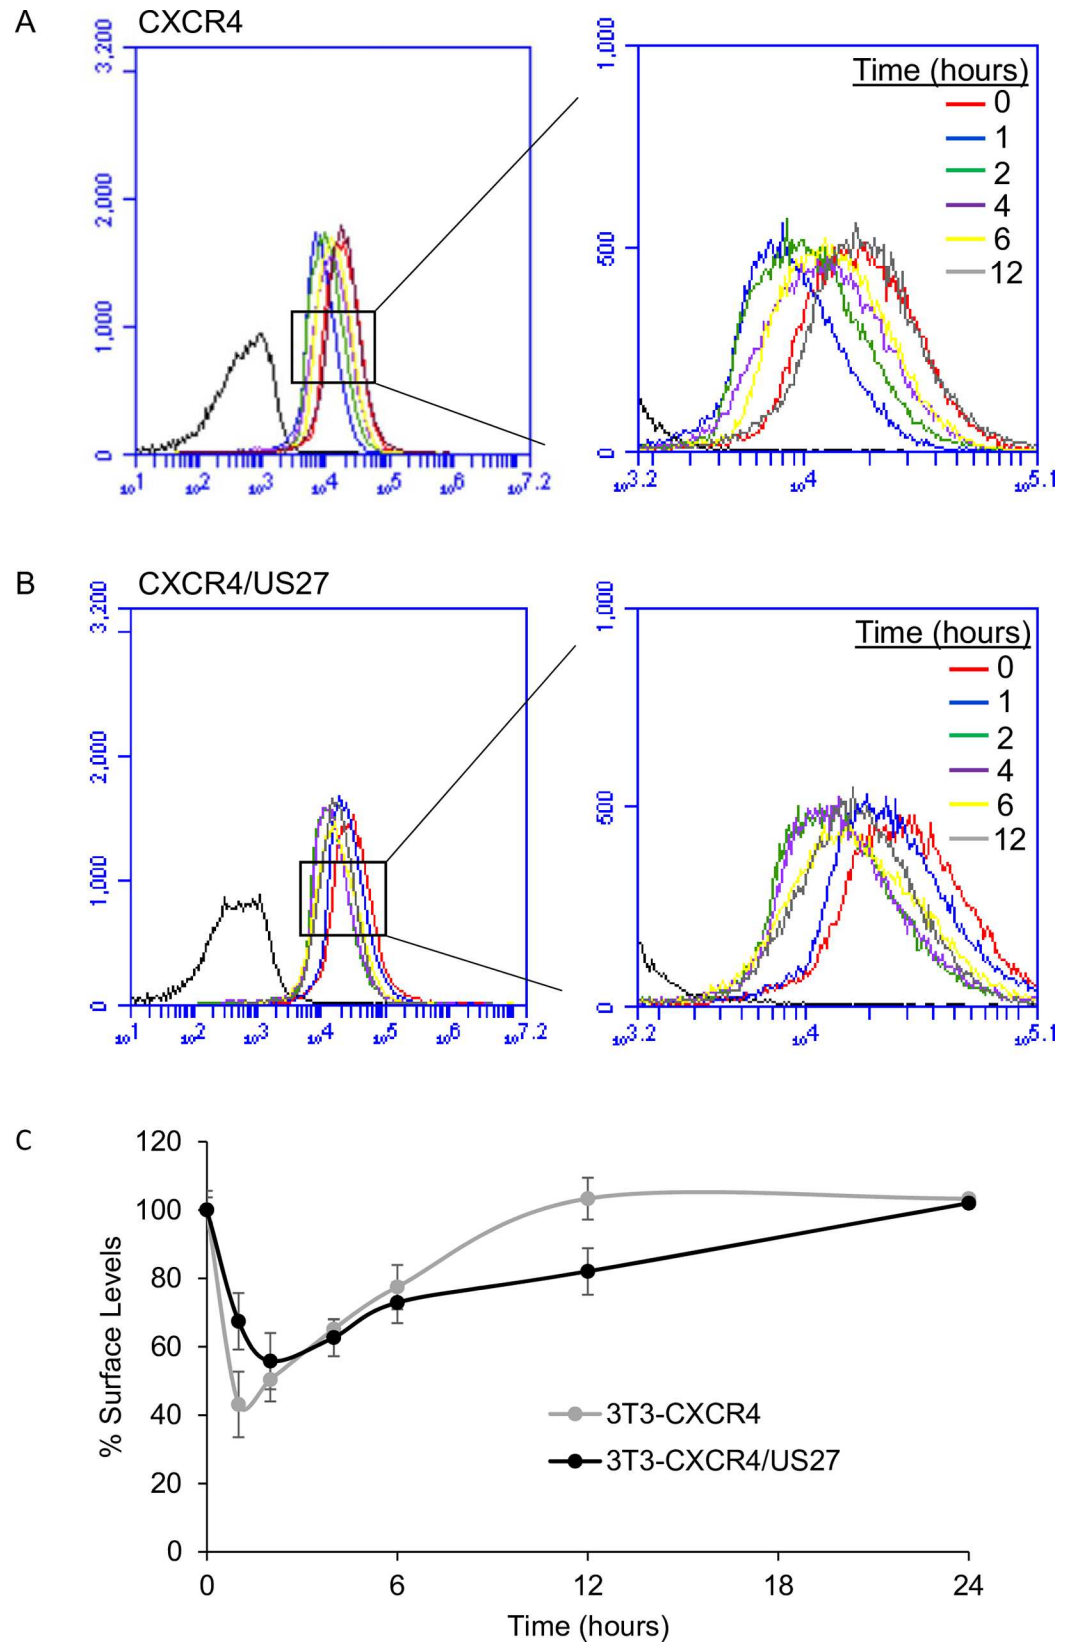 A CXCR4
3,200
2,000
1,000
0
10^1 10^2 10^3 10^4 10^5 10^6 10^7.2
1,000
500
0
10^3.2 10^4 10^5.1
Time (hours)
0
1
2
4
6
12
B CXCR4/US27
3,200
2,000
1,000
0
10^1 10^2 10^3 10^4 10^5 10^6 10^7.2
1,000
500
0
10^3.2 10^4 10^5.1
Time (hours)
0
1
2
4
6
12
C
% Surface Levels
120
100
80
60
40
20
0
3T3-CXCR4
3T3-CXCR4/US27
0 6 12 18 24
Time (hours)